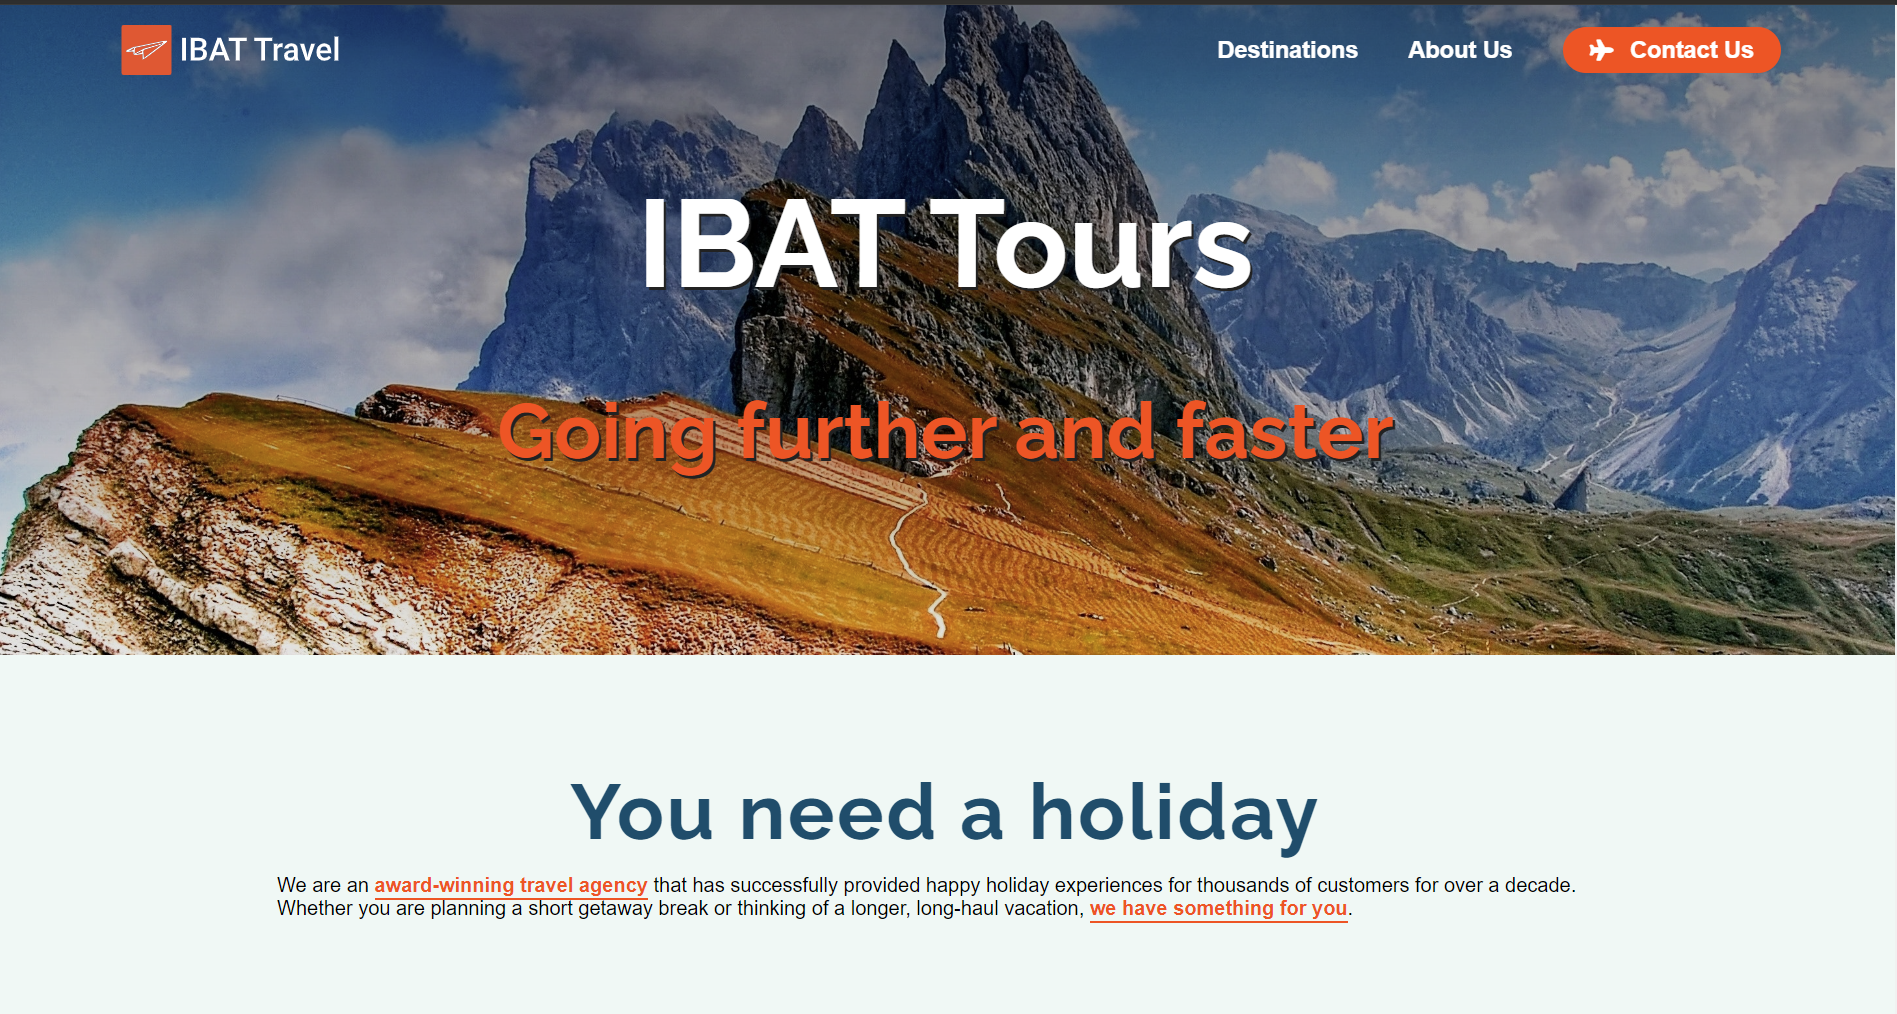 IBAT Travel
Destinations
About Us
Contact Us
IBAT Tours
Going further and faster
You need a holiday
We are an award-winning travel agency that has successfully provided happy holiday experiences for thousands of customers for over a decade.
Whether you are planning a short getaway break or thinking of a longer, long-haul vacation, we have something for you.